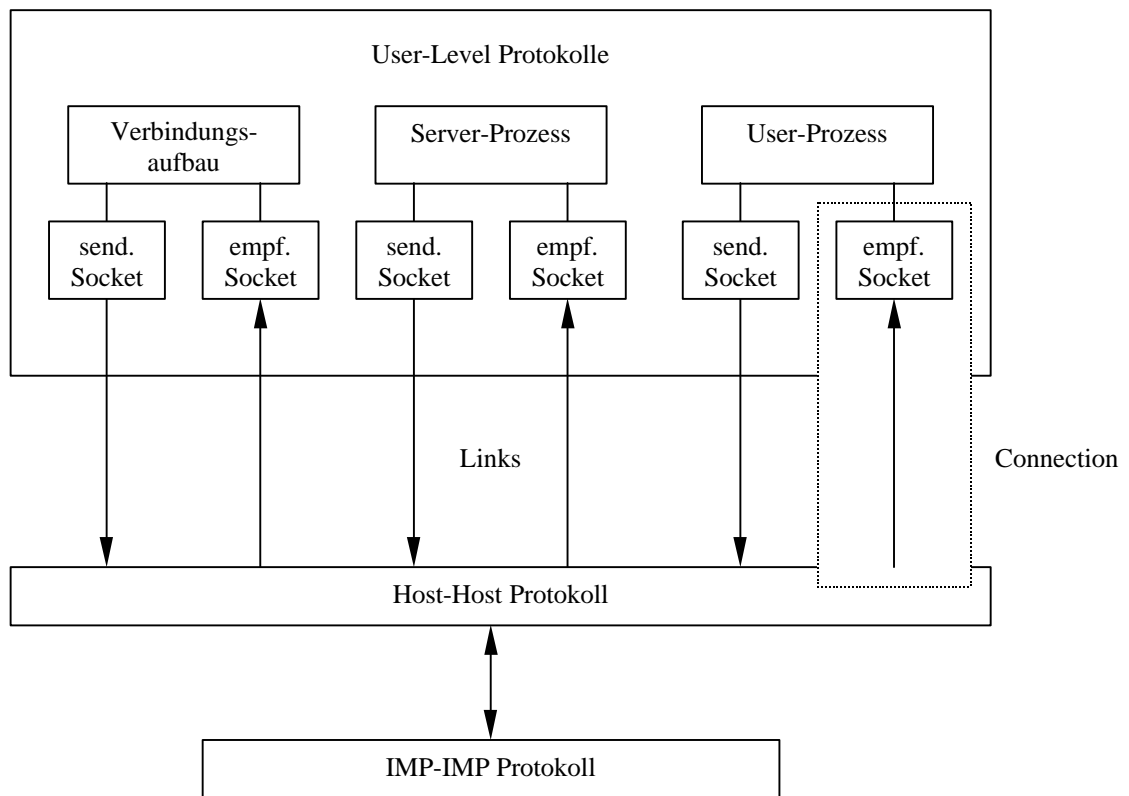 User-Level Protokolle
Verbindungs-
aufbau
Server-Prozess
User-Prozess
send.
Socket
empf.
Socket
send.
Socket
empf.
Socket
send.
Socket
empf.
Socket
Links
Connection
Host-Host Protokoll
IMP-IMP Protokoll